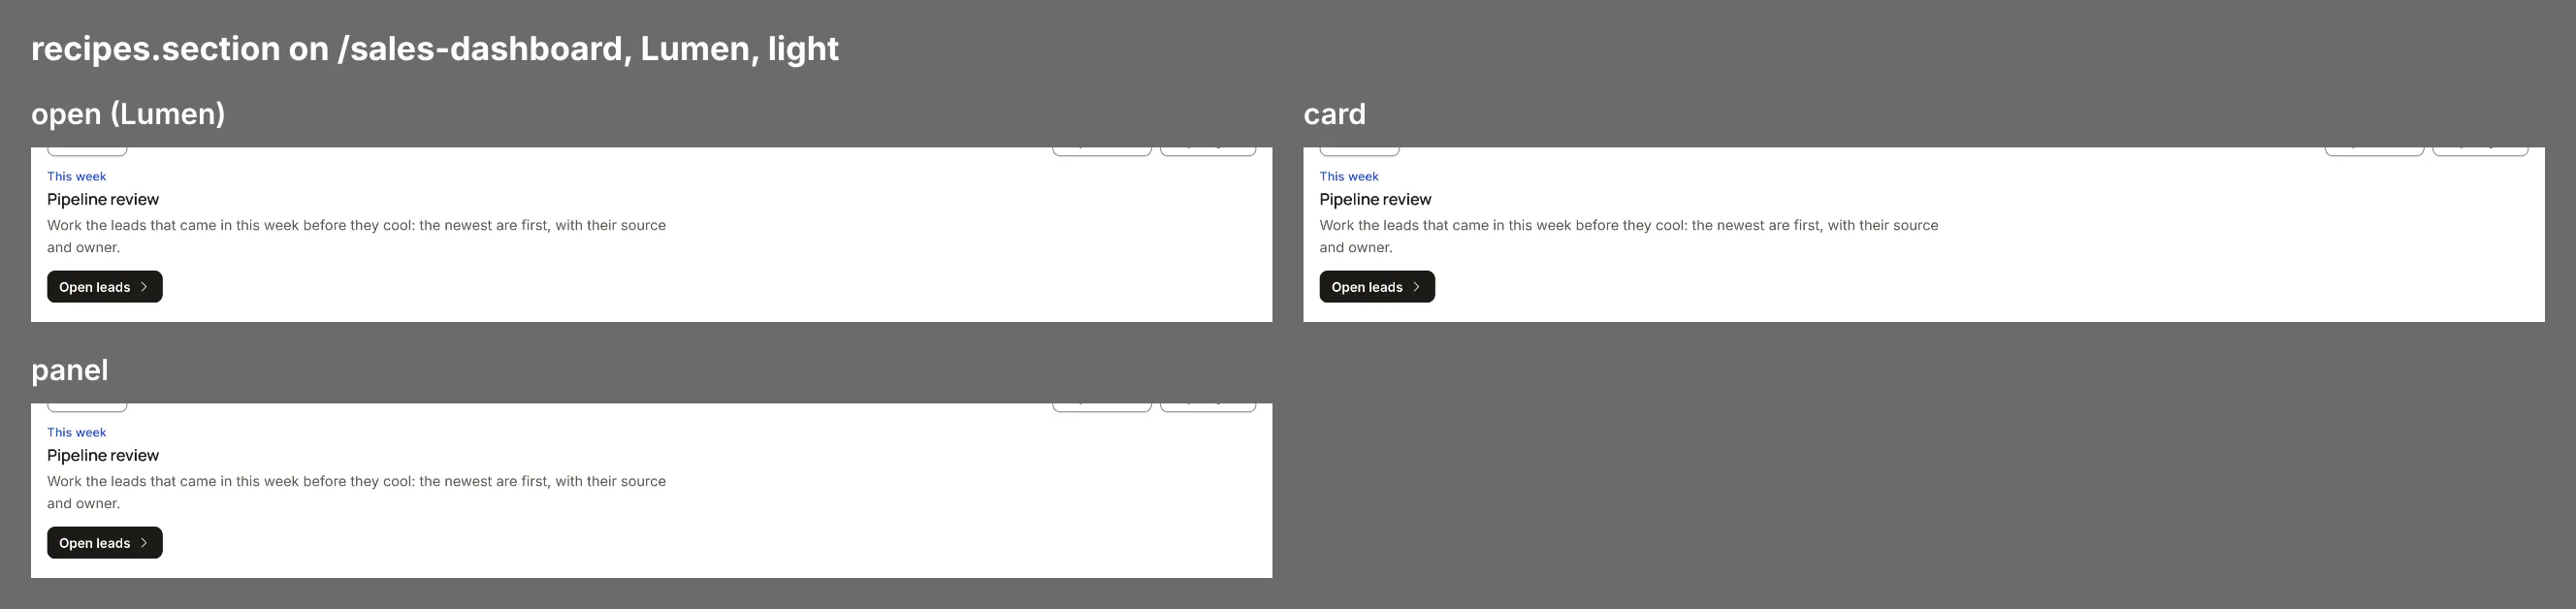 recipes.section on /sales-dashboard, Lumen, light
open (Lumen)
This week
Pipeline review
Work the leads that came in this week before they cool: the newest are first, with their source
and owner.
Open leads
card
This week
Pipeline review
Work the leads that came in this week before they cool: the newest are first, with their source
and owner.
Open leads
panel
This week
Pipeline review
Work the leads that came in this week before they cool: the newest are first, with their source
and owner.
Open leads